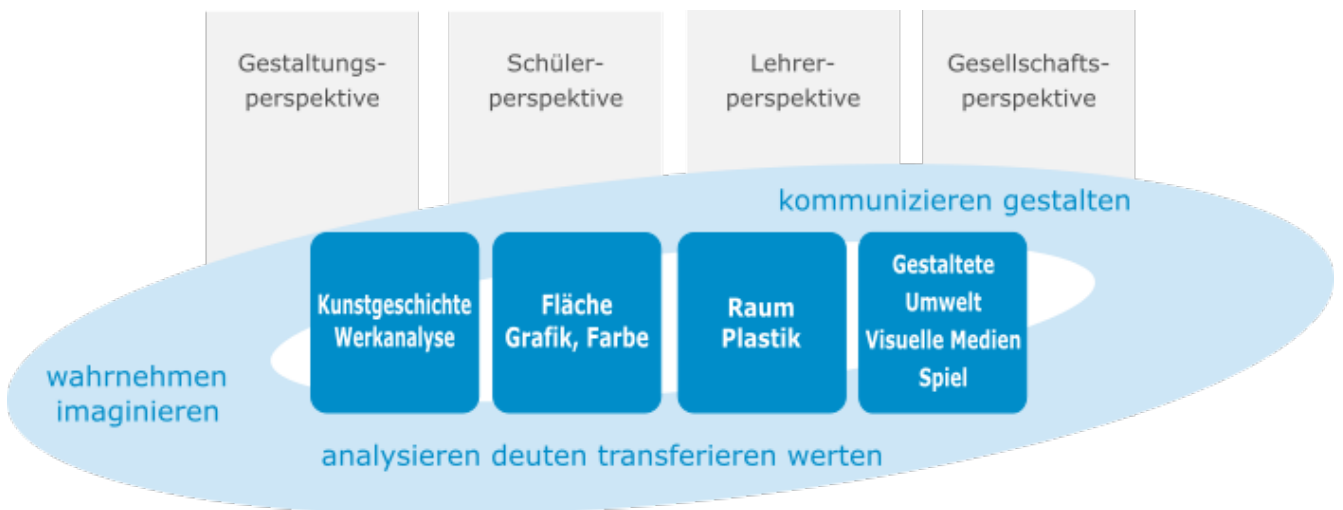 Gestaltungs-
perspektive
Schüler-
perspektive
Lehrer-
perspektive
Gesellschafts-
perspektive
kommunizieren gestalten
Kunstgeschichte
Werkanalyse
Fläche
Grafik, Farbe
Raum
Plastik
Gestaltete
Umwelt
Visuelle Medien
Spiel
wahrnehmen
imaginieren
analysieren deuten transferieren werten